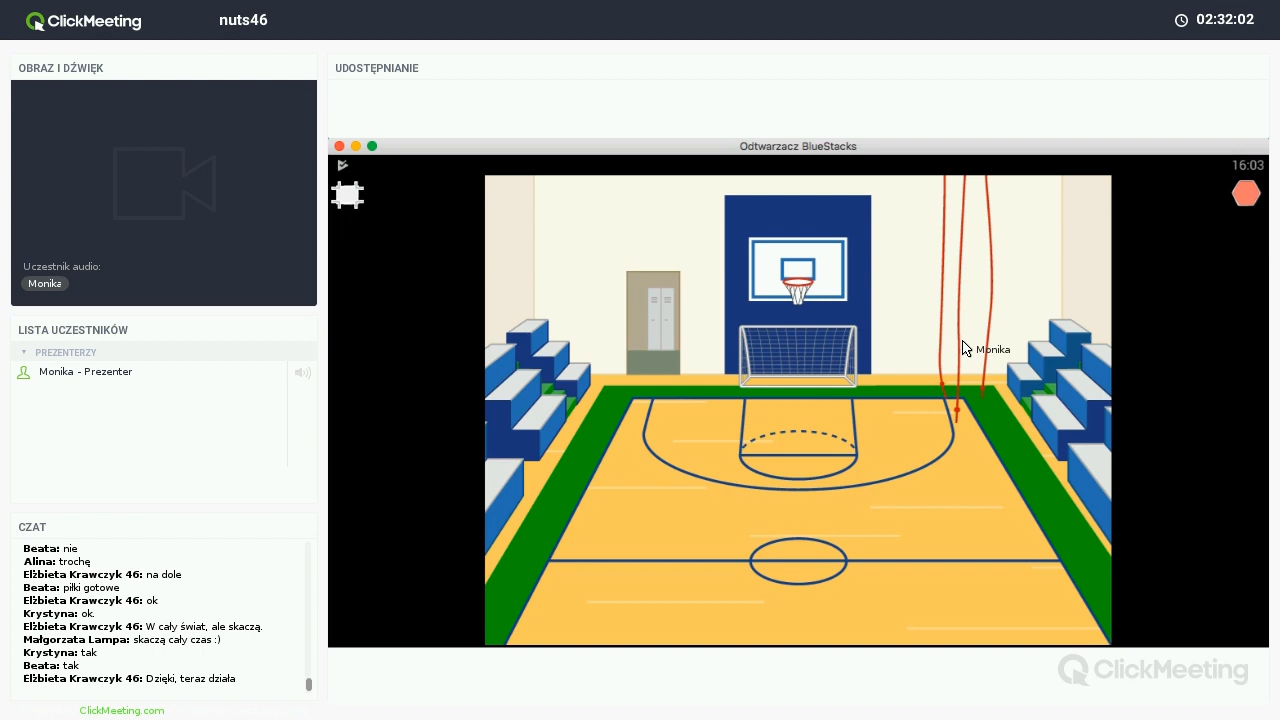 ClickMeeting
nuts46
02:32:02
OBRAZ I DŹWIĘK
Uczestnik audio:
Monika
LISTA UCZESTNIKÓW
PREZENTERZY
Monika - Prezenter
CZAT
Beata: nie
Alina: trochę
Elżbieta Krawczyk 46: na dole
Beata: piłki gotowe
Elżbieta Krawczyk 46: ok
Krystyna: ok.
Elżbieta Krawczyk 46: W cały świat, ale skaczą.
Małgorzata Lampa: skaczą cały czas :)
Krystyna: tak
Beata: tak
Elżbieta Krawczyk 46: Dzięki, teraz działa
ClickMeeting.com
UDOSTĘPNIANIE
Odtwarzacz BlueStacks
16:03
Monika
ClickMeeting